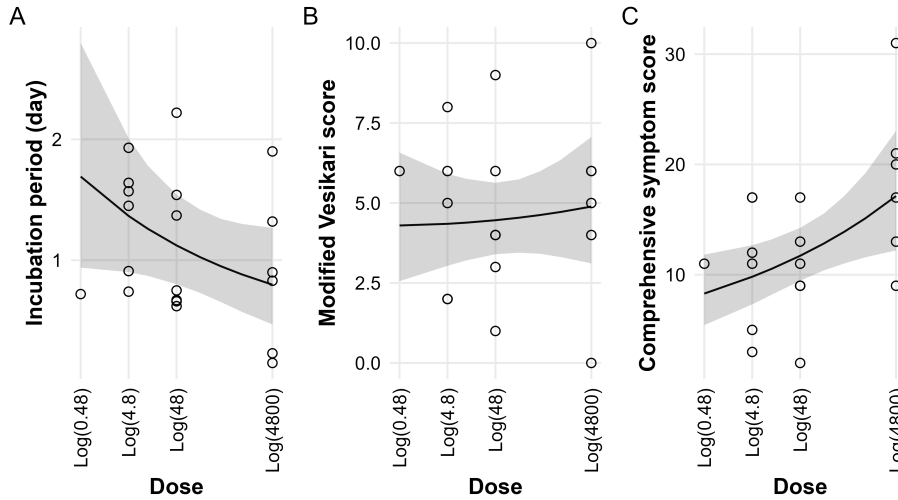 A
Incubation period (day)
2
1
Log(0.48)
Log(4.8)
Log(48)
Log(4800)
Dose
B
Modified Vesikari score
10.0
7.5
5.0
2.5
0.0
Log(0.48)
Log(4.8)
Log(48)
Log(4800)
Dose
C
Comprehensive symptom score
30
20
10
Log(0.48)
Log(4.8)
Log(48)
Log(4800)
Dose